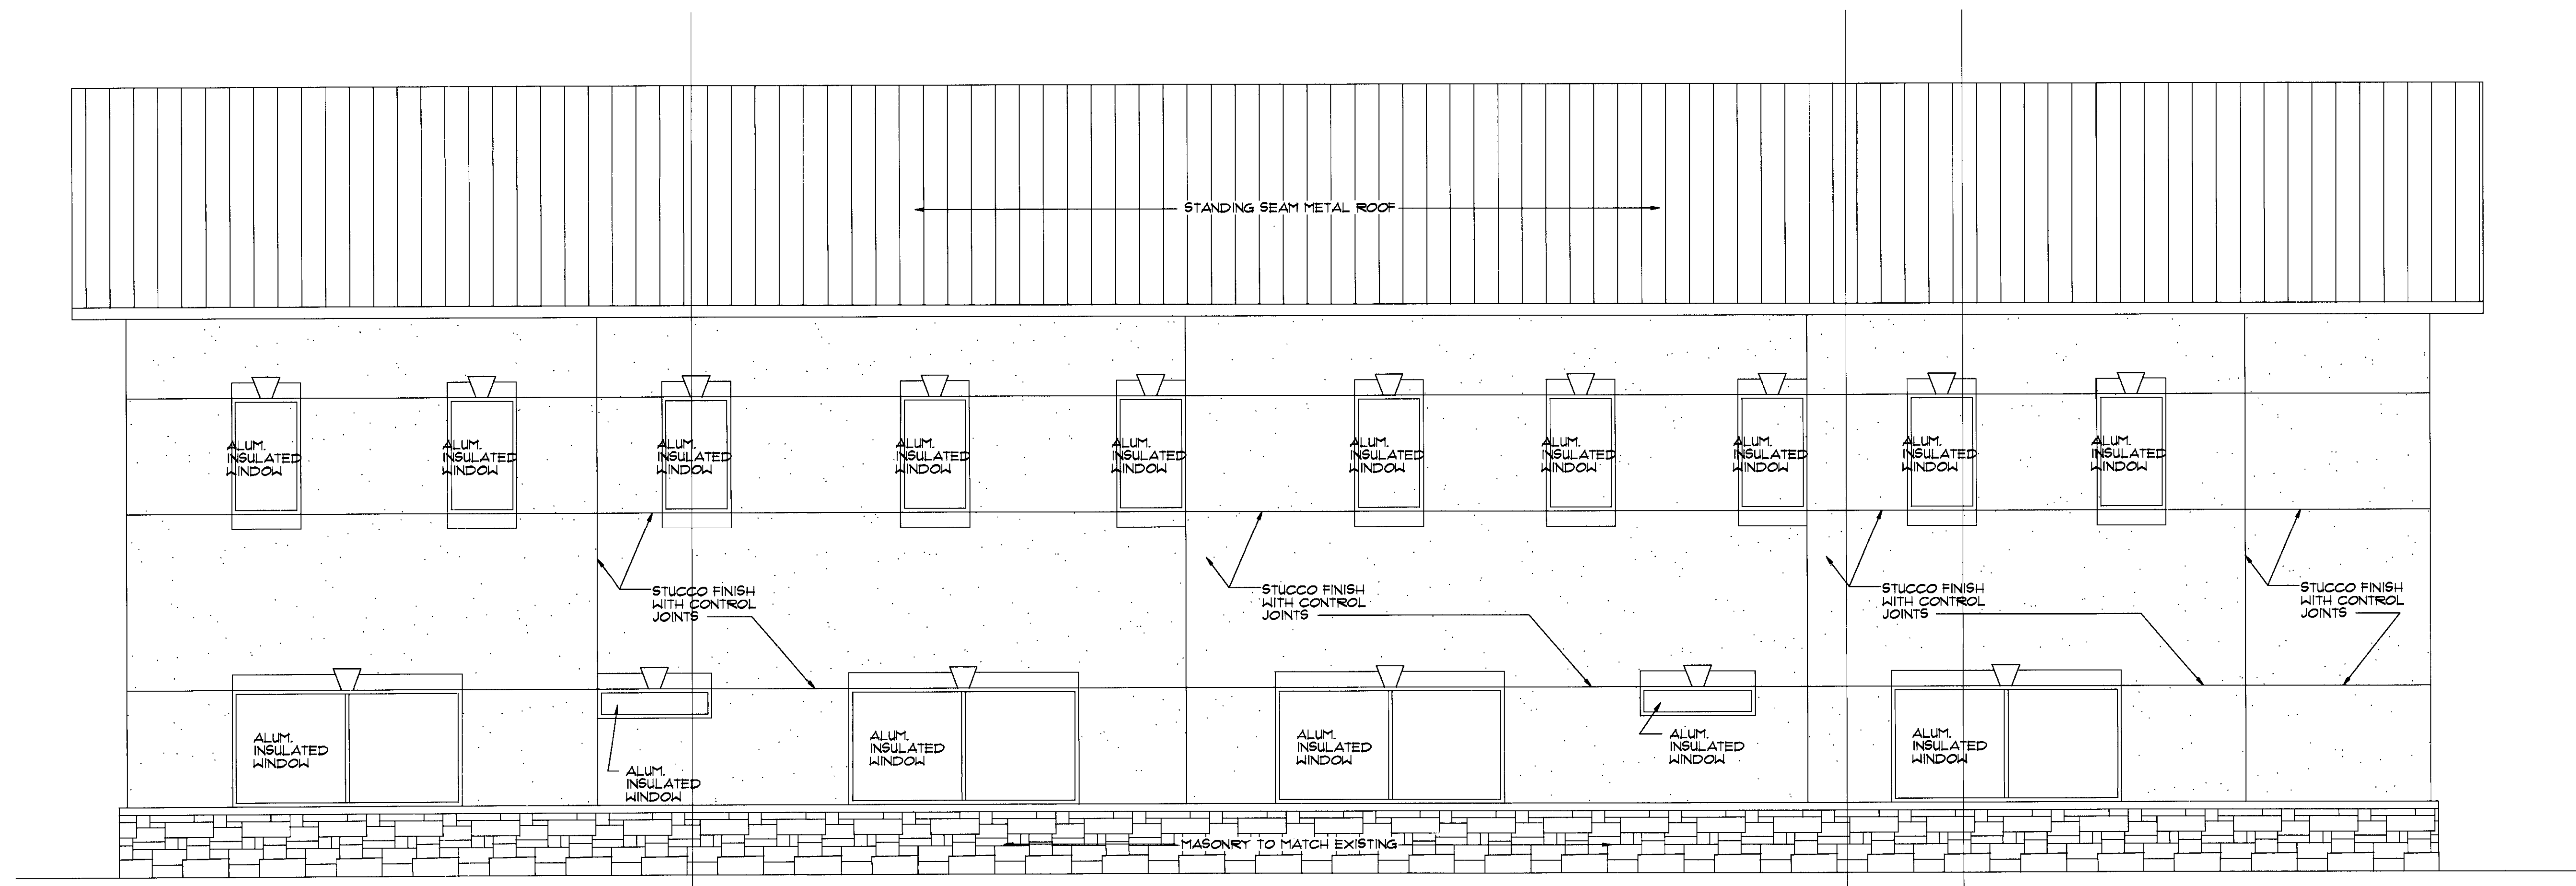 STANDING SEAM METAL ROOF
ALUM.
INSULATED
WINDOW
ALUM.
INSULATED
WINDOW
ALUM.
INSULATED
WINDOW
ALUM.
INSULATED
WINDOW
ALUM.
INSULATED
WINDOW
ALUM.
INSULATED
WINDOW
ALUM.
INSULATED
WINDOW
ALUM.
INSULATED
WINDOW
ALUM.
INSULATED
WINDOW
ALUM.
INSULATED
WINDOW
STUCCO FINISH
WITH CONTROL
JOINTS
STUCCO FINISH
WITH CONTROL
JOINTS
STUCCO FINISH
WITH CONTROL
JOINTS
STUCCO FINISH
WITH CONTROL
JOINTS
ALUM.
INSULATED
WINDOW
ALUM.
INSULATED
WINDOW
ALUM.
INSULATED
WINDOW
ALUM.
INSULATED
WINDOW
ALUM.
INSULATED
WINDOW
ALUM.
INSULATED
WINDOW
MASONRY TO MATCH EXISTING